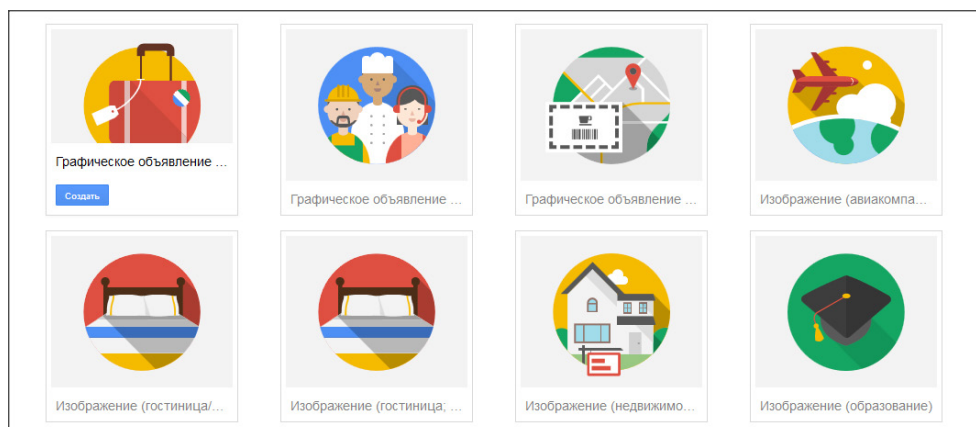 Графическое объявление ...
Создать
Графическое объявление ...
Графическое объявление ...
Изображение (авиакомпа...
Изображение (гостиница/...
Изображение (гостиница; ...
Изображение (недвижимо...
Изображение (образование)